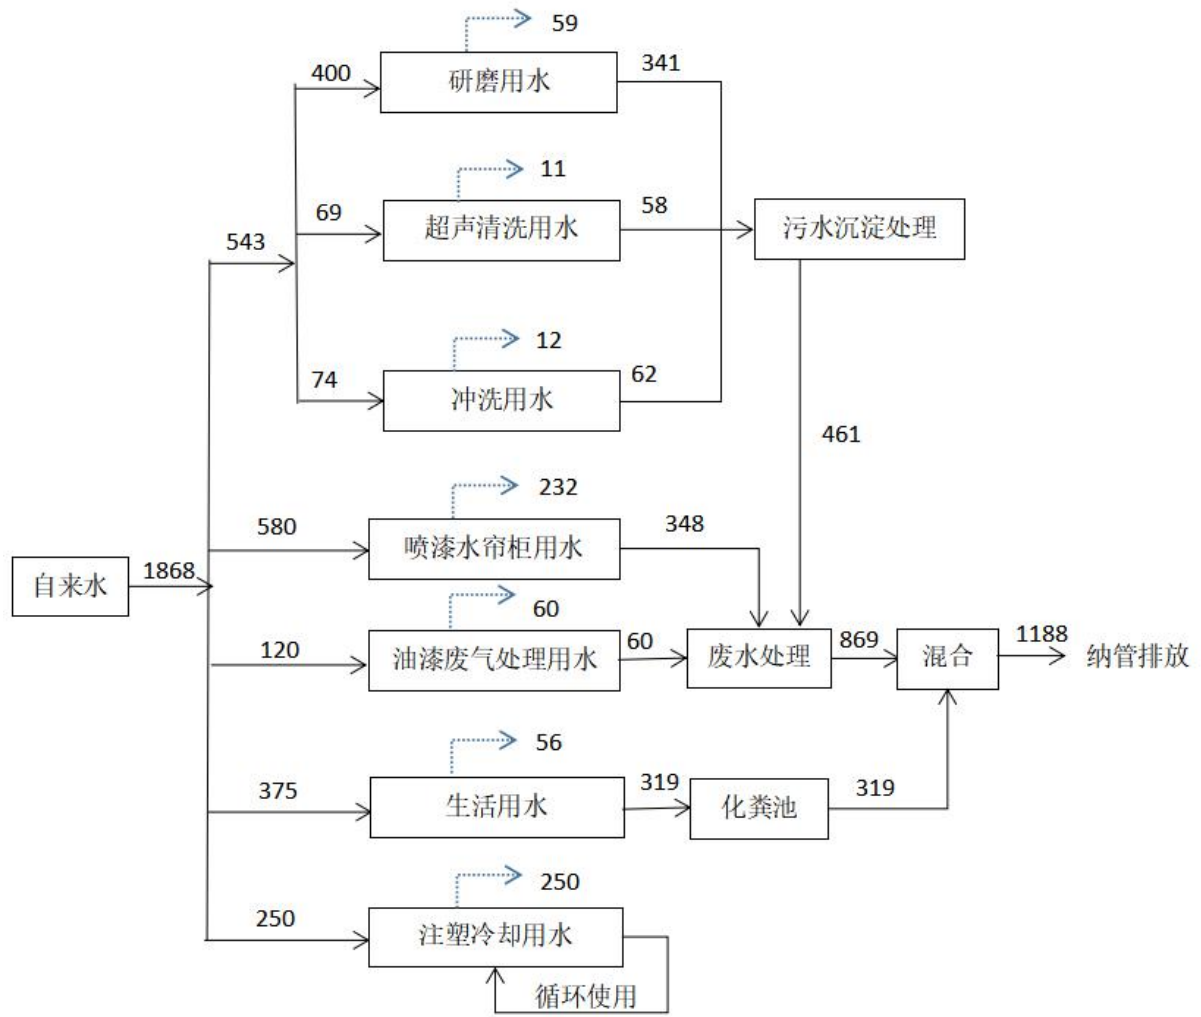 59
400
研磨用水
341
11
69
超声清洗用水
58
污水沉淀处理
543
12
74
冲洗用水
62
461
232
580
喷漆水帘柜用水
348
自来水
1868
60
120
油漆废气处理用水
60
废水处理
869
混合
1188
纳管排放
56
375
生活用水
319
化粪池
319
250
250
注塑冷却用水
循环使用